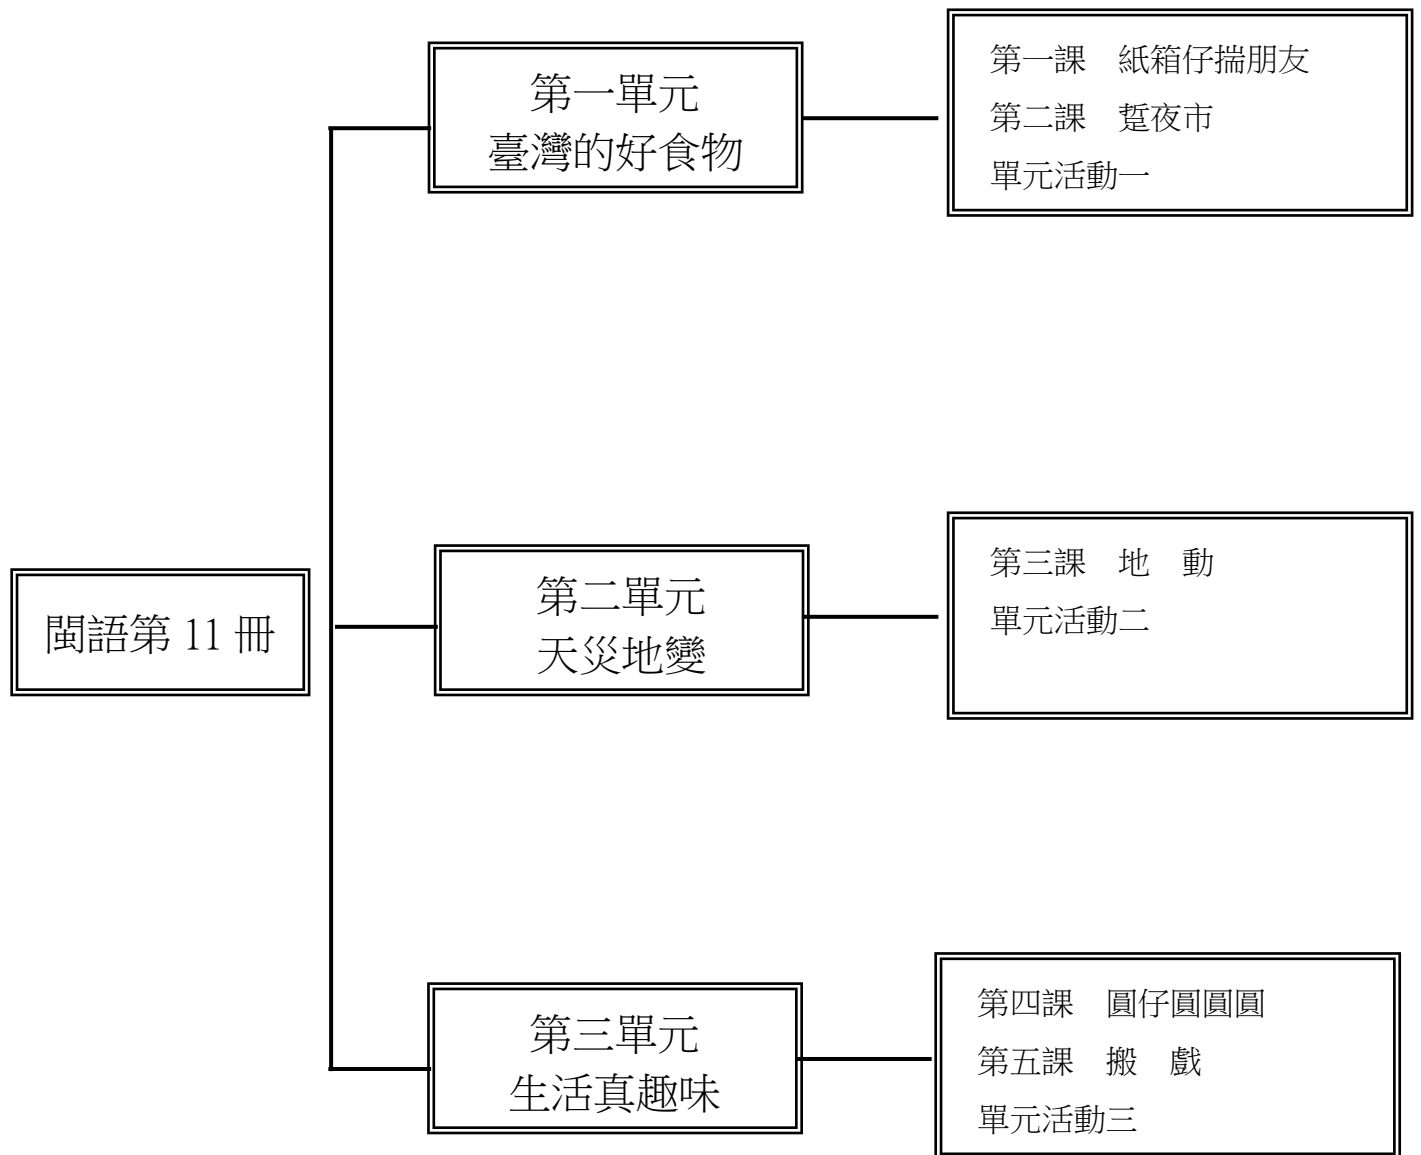 閩語第 11 冊
第一單元
臺灣的好食物
第一課　紙箱仔揣朋友
第二課　踅夜市
單元活動一
第二單元
天災地變
第三課　地　動
單元活動二
第三單元
生活真趣味
第四課　圓仔圓圓圓
第五課　搬　戲
單元活動三